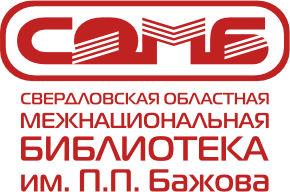 СОМБ
СВЕРДЛОВСКАЯ ОБЛАСТНАЯ
МЕЖНАЦИОНАЛЬНАЯ
БИБЛИОТЕКА
им. П.П. Бажова